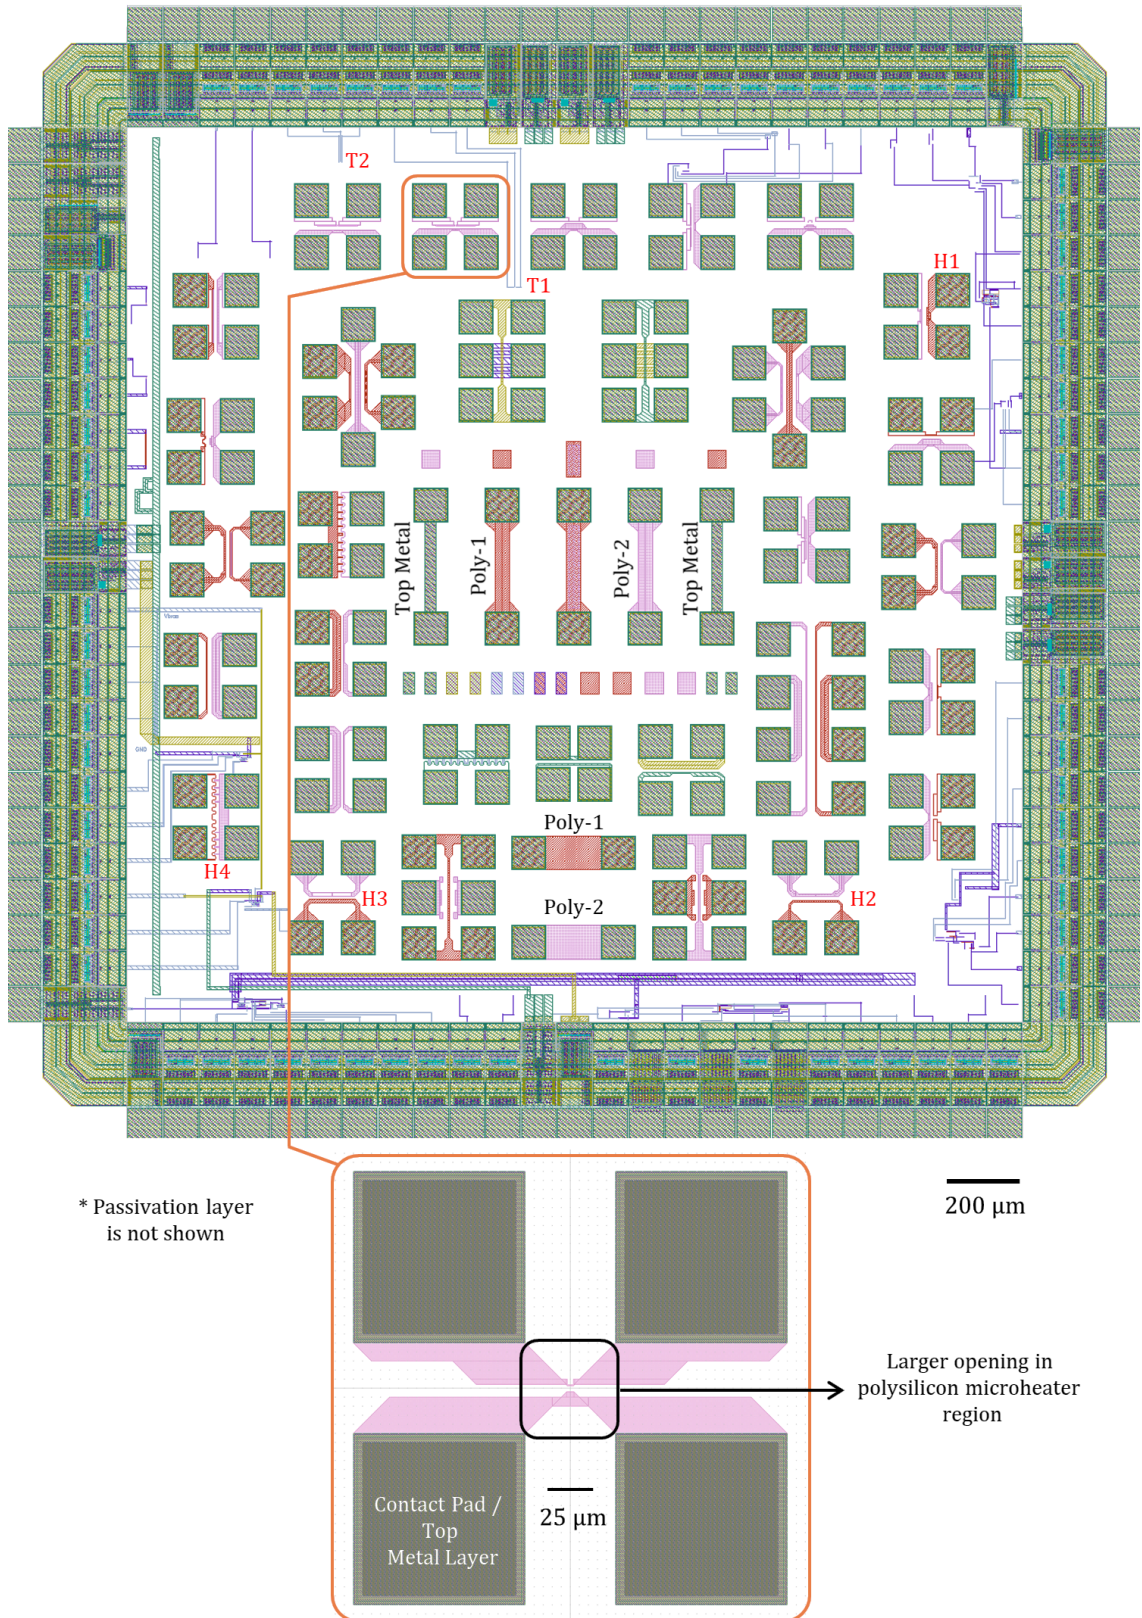 T2
T1
H1
Top Metal
Poly-1
Poly-2
Top Metal
GND
Poly-1
H4
H3
Poly-2
H2
* Passivation layer
is not shown
200 μm
Larger opening in
polysilicon microheater
region
Contact Pad /
Top
Metal Layer
25 μm